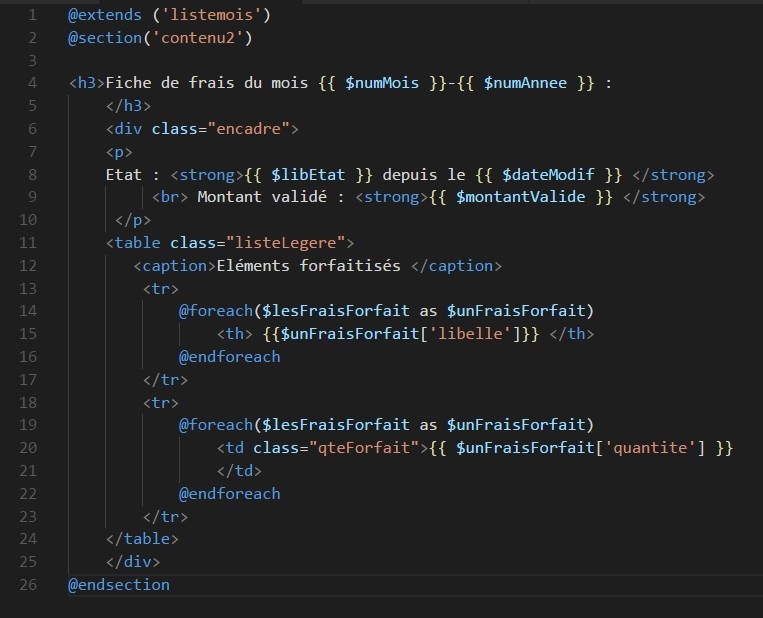 1 @extends ('listemois')
2 @section('contenu2')
3
4 <h3>Fiche de frais du mois {{ $numMois }}-{{ $numAnnee }} :
5     </h3>
6     <div class="encadre">
7     <p>
8     Etat : <strong>{{ $libEtat }} depuis le {{ $dateModif }} </strong>
9          <br> Montant validé : <strong>{{ $montantValide }} </strong>
10      </p>
11     <table class="listeLegere">
12        <caption>Eléments forfaitisés </caption>
13         <tr>
14             @foreach($lesFraisForfait as $unFraisForfait)
15                 <th> {{$unFraisForfait['libelle']}} </th>
16             @endforeach
17         </tr>
18         <tr>
19             @foreach($lesFraisForfait as $unFraisForfait)
20                 <td class="qteForfait">{{ $unFraisForfait['quantite'] }}
21                 </td>
22             @endforeach
23         </tr>
24     </table>
25     </div>
26 @endsection